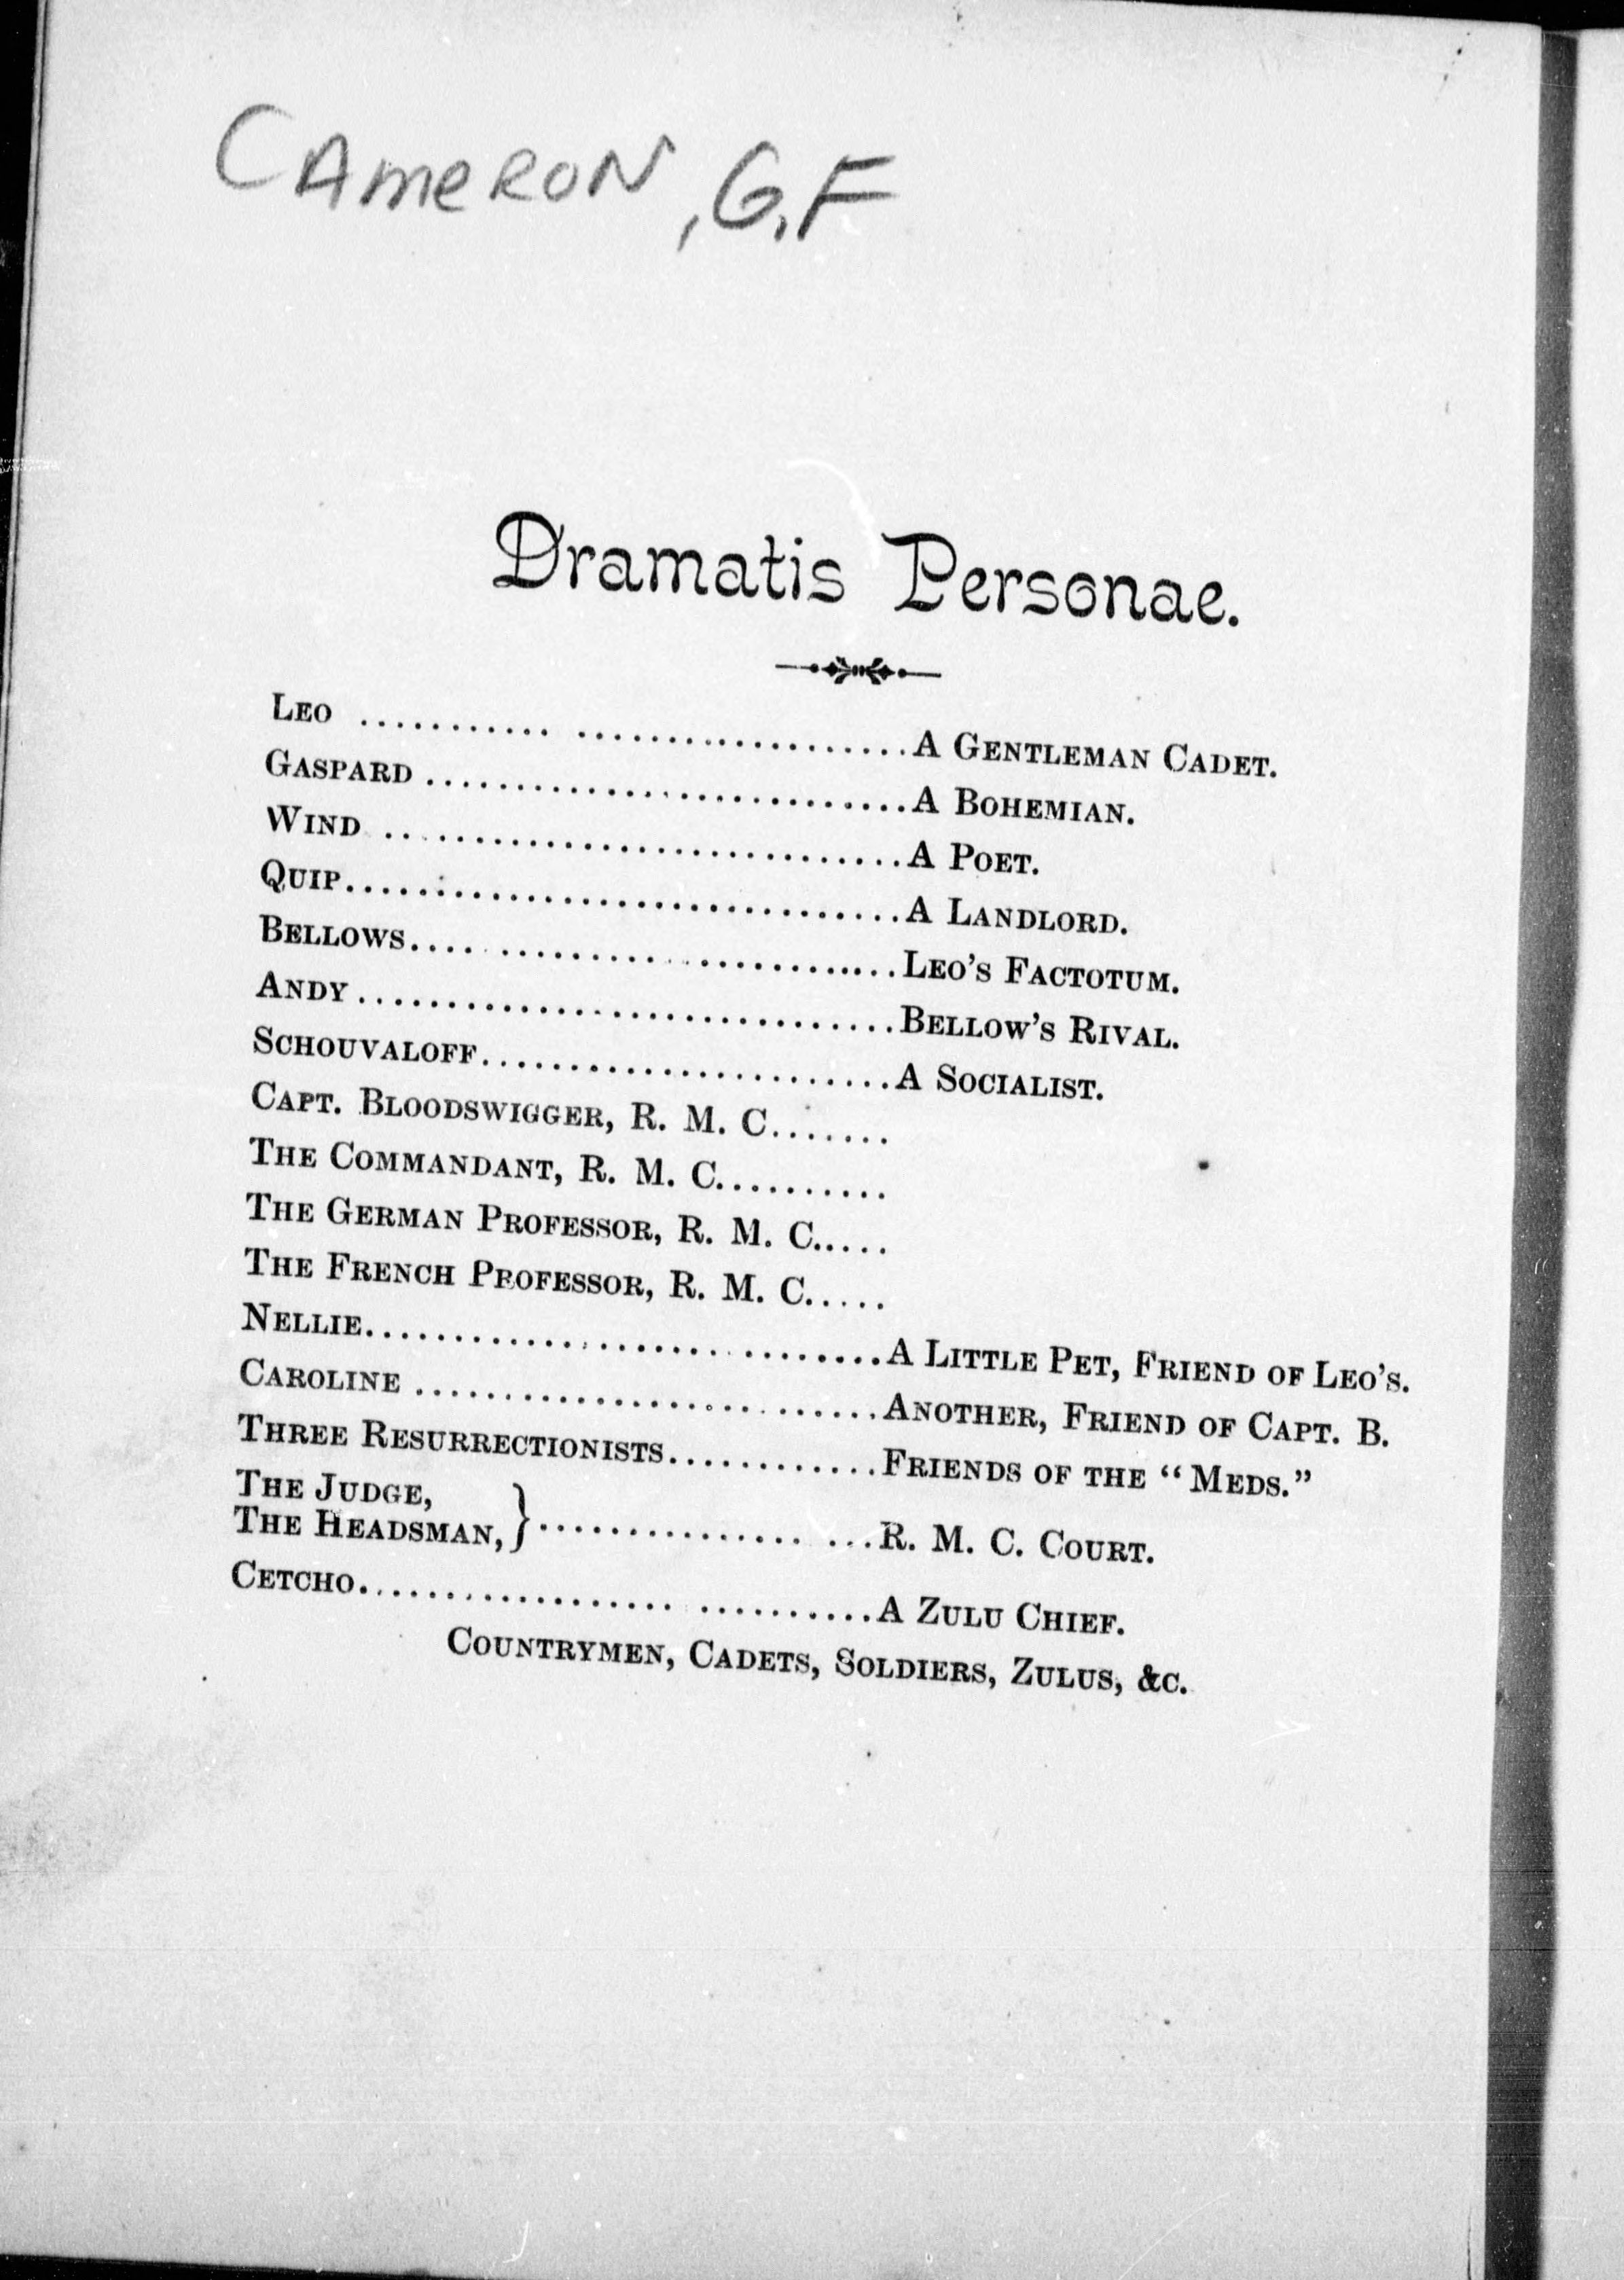 CAMERON, G.F
Dramatis Personae.
LEO ........... ...................A GENTLEMAN CADET.
GASPARD ...........................A BOHEMIAN.
WIND .............................A POET.
QUIP...............................A LANDLORD.
BELLOWS.... ......................LEO'S FACTOTUM.
ANDY..............................BELLOW'S RIVAL.
SCHOUVALOFF.......................A SOCIALIST.
CAPT. BLOODSWIGGER, R. M. C.......
THE COMMANDANT, R. M. C..........
THE GERMAN PROFESSOR, R. M. C.....
THE FRENCH PROFESSOR, R. M. C.....
NELLIE.............................A LITTLE PET, FRIEND OF LEO'S.
CAROLINE ..........................ANOTHER, FRIEND OF CAPT. B.
THREE RESURRECTIONISTS............FRIENDS OF THE "MEDS."
THE JUDGE,
THE HEADSMAN, } .................. R. M. C. COURT.
CETCHO.................. ..........A ZULU CHIEF.
COUNTRYMEN, CADETS, SOLDIERS, ZULUS, &C.